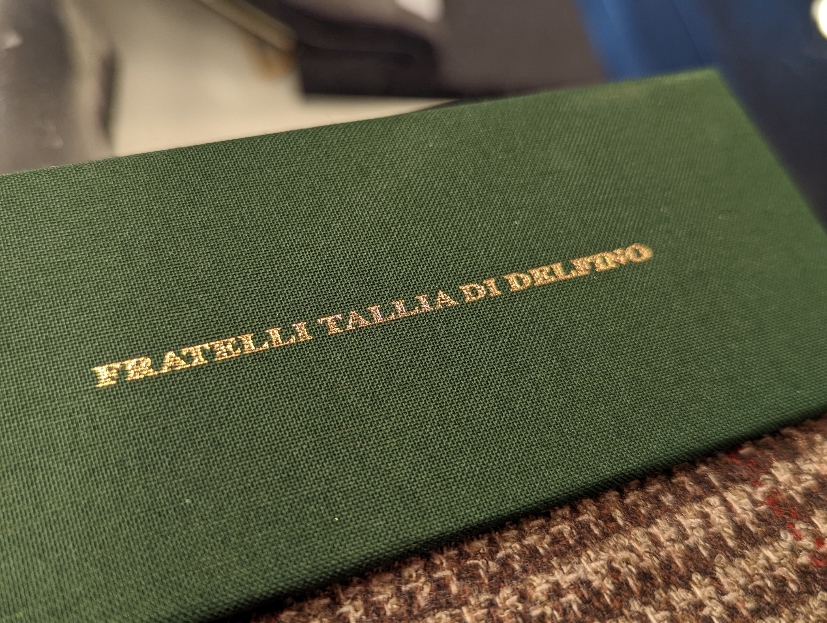 FRATELLI TALLIA DI DELFINO